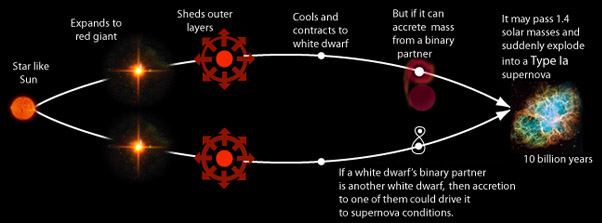 Star like
Sun
Expands to
red giant
Sheds outer
layers
Cools and
contracts to
white dwarf
But if it can
accrete mass
from a binary
partner
It may pass 1.4
solar masses and
suddenly explode
into a Type Ia
supernova
10 billion years
If a white dwarf's binary partner
is another white dwarf, then accretion
to one of them could drive it
to supernova conditions.